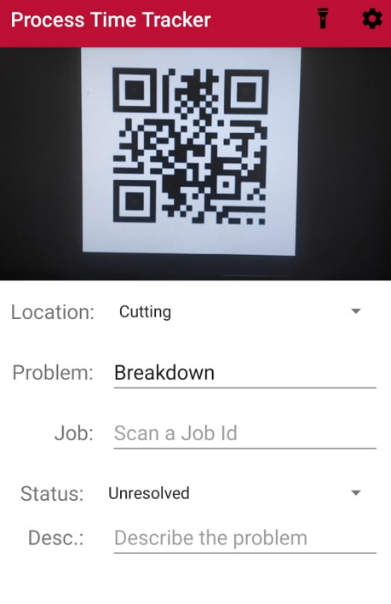 Process Time Tracker
Location: Cutting
Problem: Breakdown
Job: Scan a Job Id
Status: Unresolved
Desc.: Describe the problem